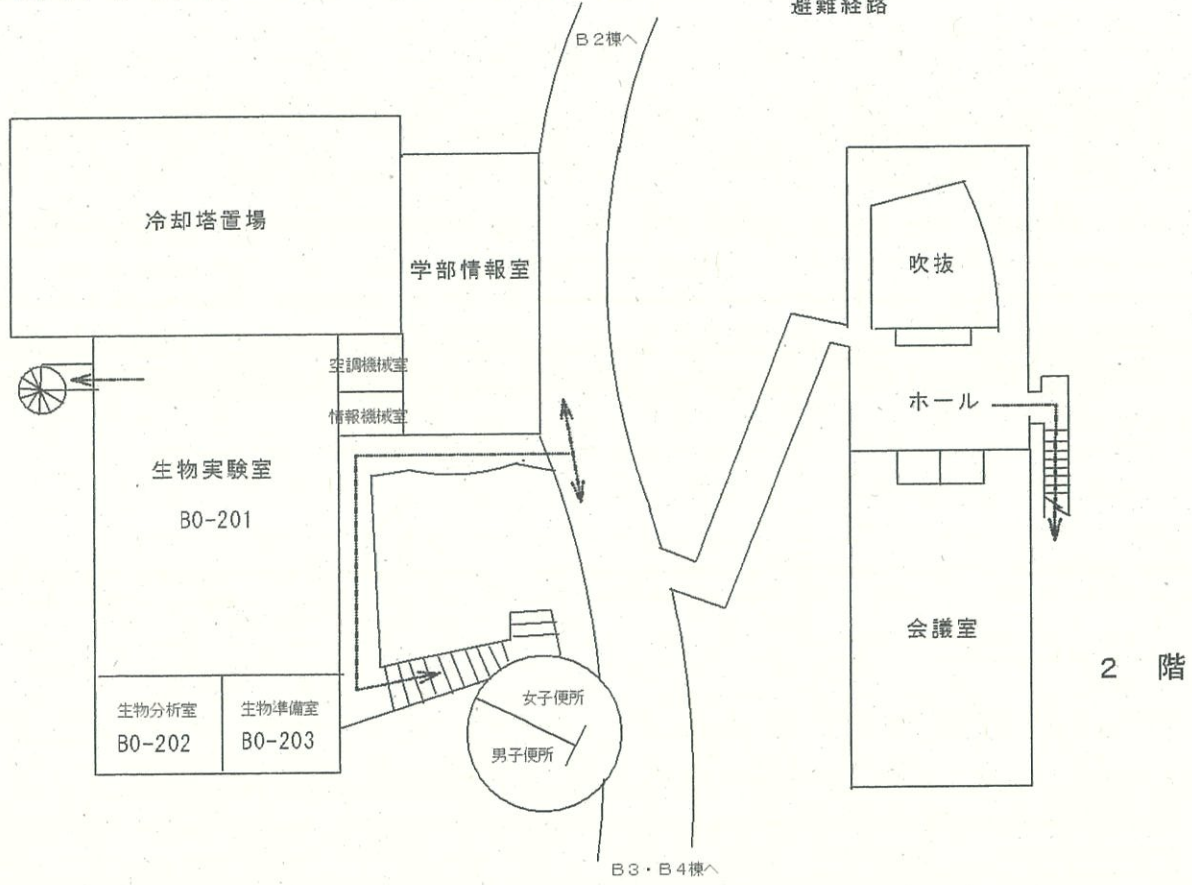 避難経路
B2棟へ
冷却塔置場
学部情報室
吹抜
空調機械室
情報機械室
ホール
生物実験室
B0-201
会議室
2 階
生物分析室
B0-202
生物準備室
B0-203
女子便所
男子便所
B3・B4棟へ